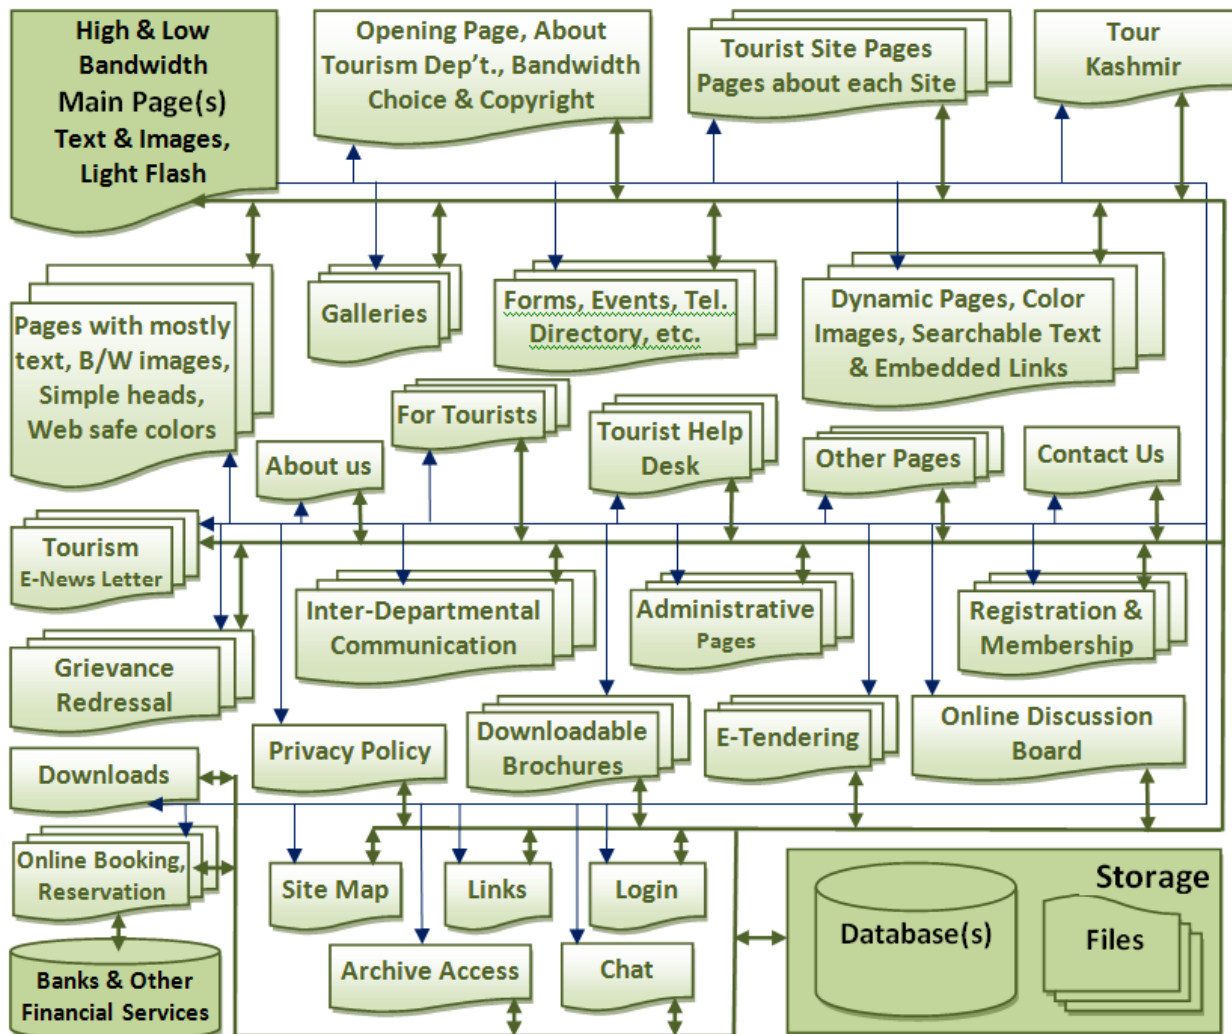 High & Low
Bandwidth
Main Page(s)
Text & Images,
Light Flash
Opening Page, About
Tourism Dep't., Bandwidth
Choice & Copyright
Tourist Site Pages
Pages about each Site
Tour
Kashmir
Pages with mostly
text, B/W images,
Simple heads,
Web safe colors
Galleries
Forms, Events, Tel.
Directory, etc.
Dynamic Pages, Color
Images, Searchable Text
& Embedded Links
About us
For Tourists
Tourist Help
Desk
Other Pages
Contact Us
Tourism
E-News Letter
Inter-Departmental
Communication
Administrative
Pages
Registration &
Membership
Grievance
Redressal
Privacy Policy
Downloadable
Brochures
E-Tendering
Online Discussion
Board
Downloads
Online Booking,
Reservation
Site Map
Links
Login
Archive Access
Chat
Banks & Other
Financial Services
Storage
Database(s)
Files